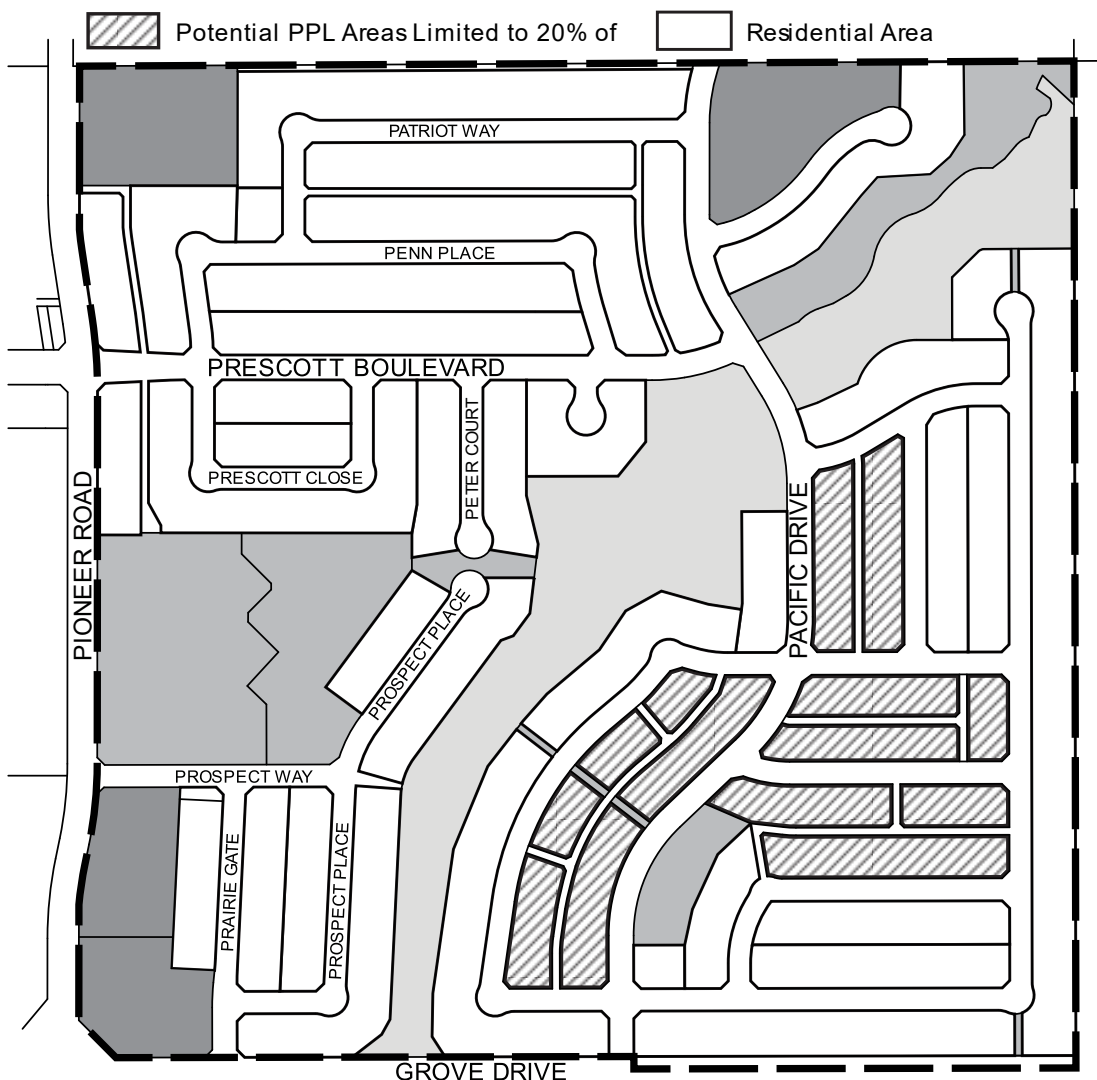 Potential PPL Areas Limited to 20% of
Residential Area
PATRIOT WAY
PENN PLACE
PRESCOTT BOULEVARD
PETER COURT
PRESCOTT CLOSE
PIONEER ROAD
PACIFIC DRIVE
PROSPECT PLACE
PROSPECT WAY
PRAIRIE GATE
PROSPECT PLACE
GROVE DRIVE